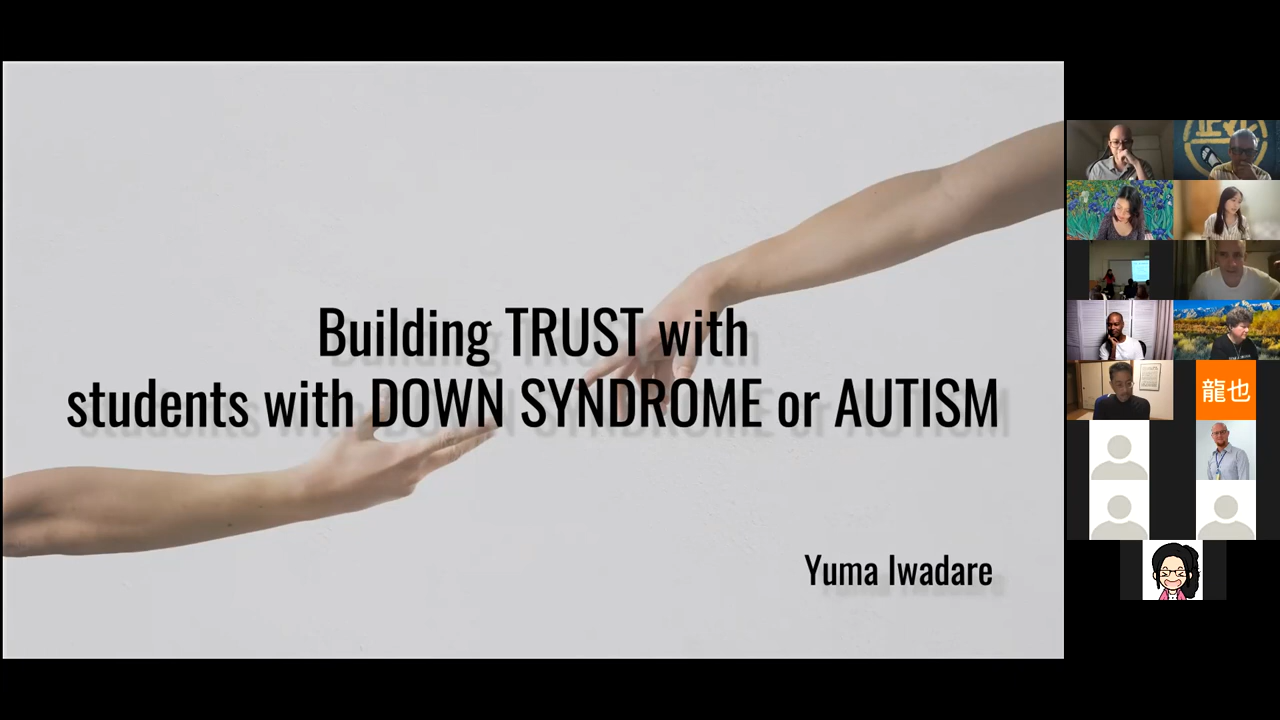 Building TRUST with
students with DOWN SYNDROME or AUTISM
Yuma Iwadare
龍也